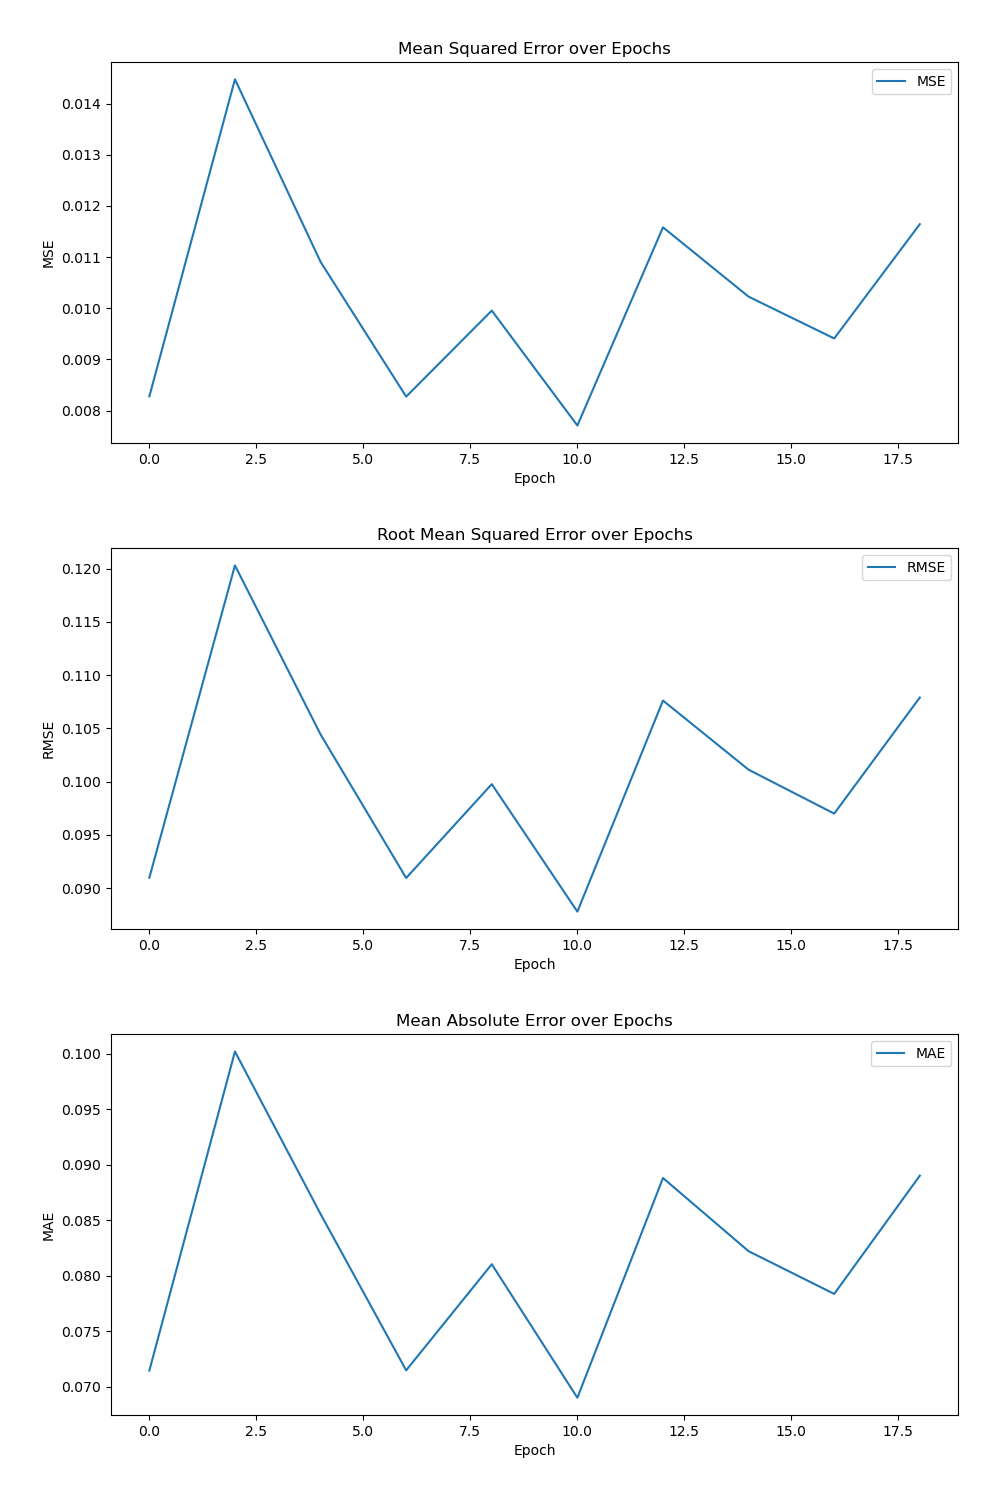 Mean Squared Error over Epochs
MSE
0.014
0.013
0.012
0.011
0.010
0.009
0.008
MSE
0.0 2.5 5.0 7.5 10.0 12.5 15.0 17.5
Epoch
Root Mean Squared Error over Epochs
RMSE
0.120
0.115
0.110
0.105
0.100
0.095
0.090
RMSE
0.0 2.5 5.0 7.5 10.0 12.5 15.0 17.5
Epoch
Mean Absolute Error over Epochs
MAE
0.100
0.095
0.090
0.085
0.080
0.075
0.070
MAE
0.0 2.5 5.0 7.5 10.0 12.5 15.0 17.5
Epoch